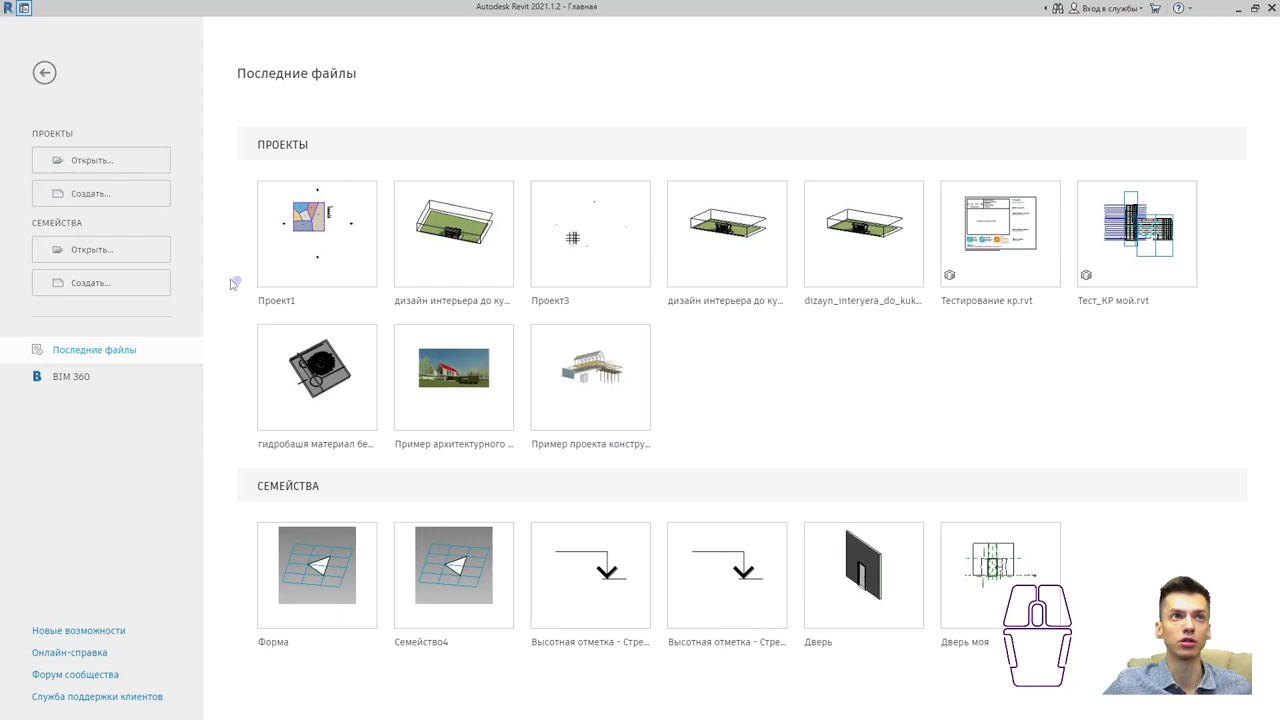 Autodesk Revit 2021.1.2 - Главная
Вход в службы
Последние файлы
ПРОЕКТЫ
Открыть...
Создать...
СЕМЕЙСТВА
Открыть...
Создать...
Последние файлы
BIM 360
Новые возможности
Онлайн-справка
Форум сообщества
Служба поддержки клиентов
ПРОЕКТЫ
Проект1
дизайн интерьера до ку...
Проект3
дизайн интерьера до ку...
dizayn_interyera_do_kuk...
Тестирование кр.rvt
Тест_КР мой.rvt
гидробашя материал бе...
Пример архитектурного ...
Пример проекта констру...
СЕМЕЙСТВА
Форма
Семейство4
Высотная отметка - Стре...
Высотная отметка - Стре...
Дверь
Дверь моя